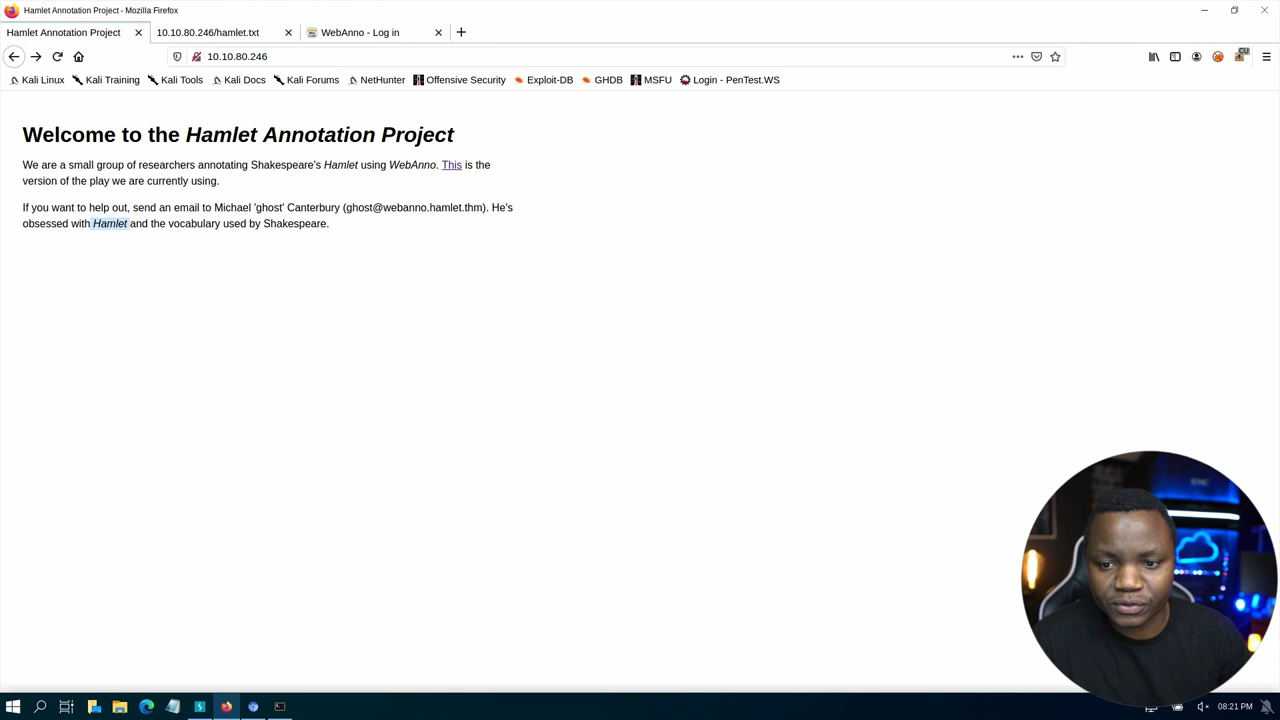 Hamlet Annotation Project - Mozilla Firefox
Hamlet Annotation Project 10.10.80.246/hamlet.txt WebAnno - Log in
10.10.80.246
Kali Linux Kali Training Kali Tools Kali Docs Kali Forums NetHunter Offensive Security Exploit-DB GHDB MSFU Login - PenTest.WS
Welcome to the Hamlet Annotation Project
We are a small group of researchers annotating Shakespeare's Hamlet using WebAnno. This is the
version of the play we are currently using.
If you want to help out, send an email to Michael 'ghost' Canterbury (ghost@webanno.hamlet.thm). He's
obsessed with Hamlet and the vocabulary used by Shakespeare.
08:21 PM